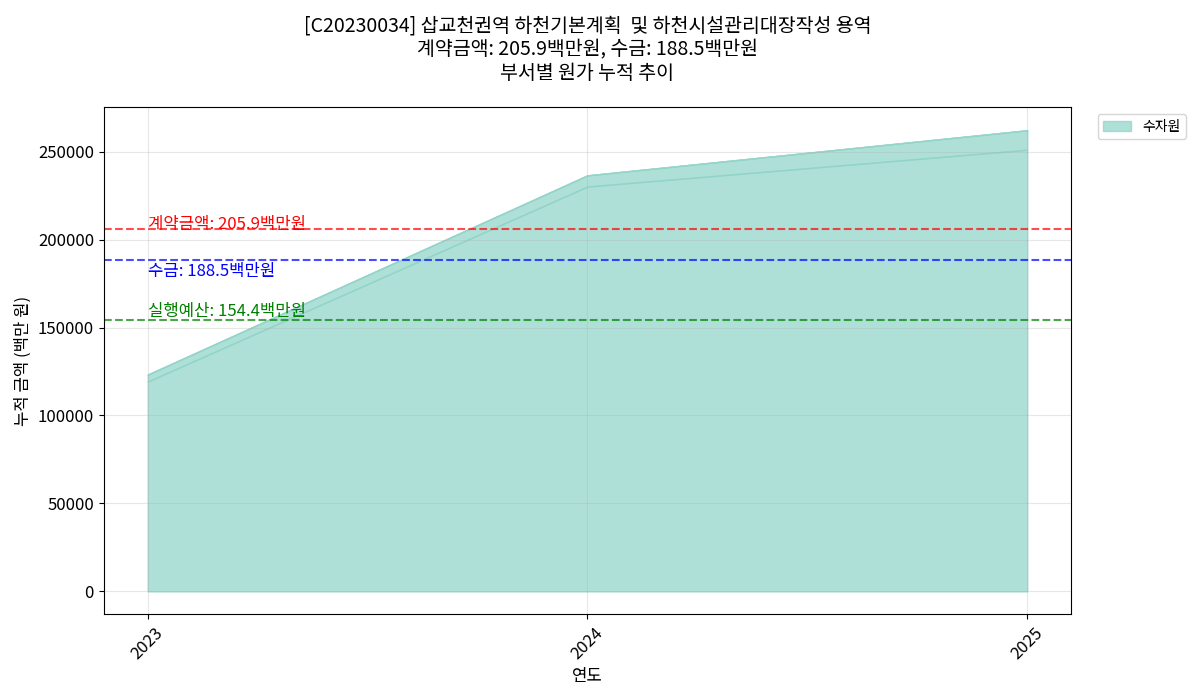 [C20230034] 삽교천권역 하천기본계획  및 하천시설관리대장작성 용역
계약금액: 205.9백만원, 수금: 188.5백만원
부서별 원가 누적 추이
수자원
250000
계약금액: 205.9백만원
200000
수금: 188.5백만원
실행예산: 154.4백만원
150000
100000
50000
0
누적 금액 (백만 원)
2023
2024
2025
연도